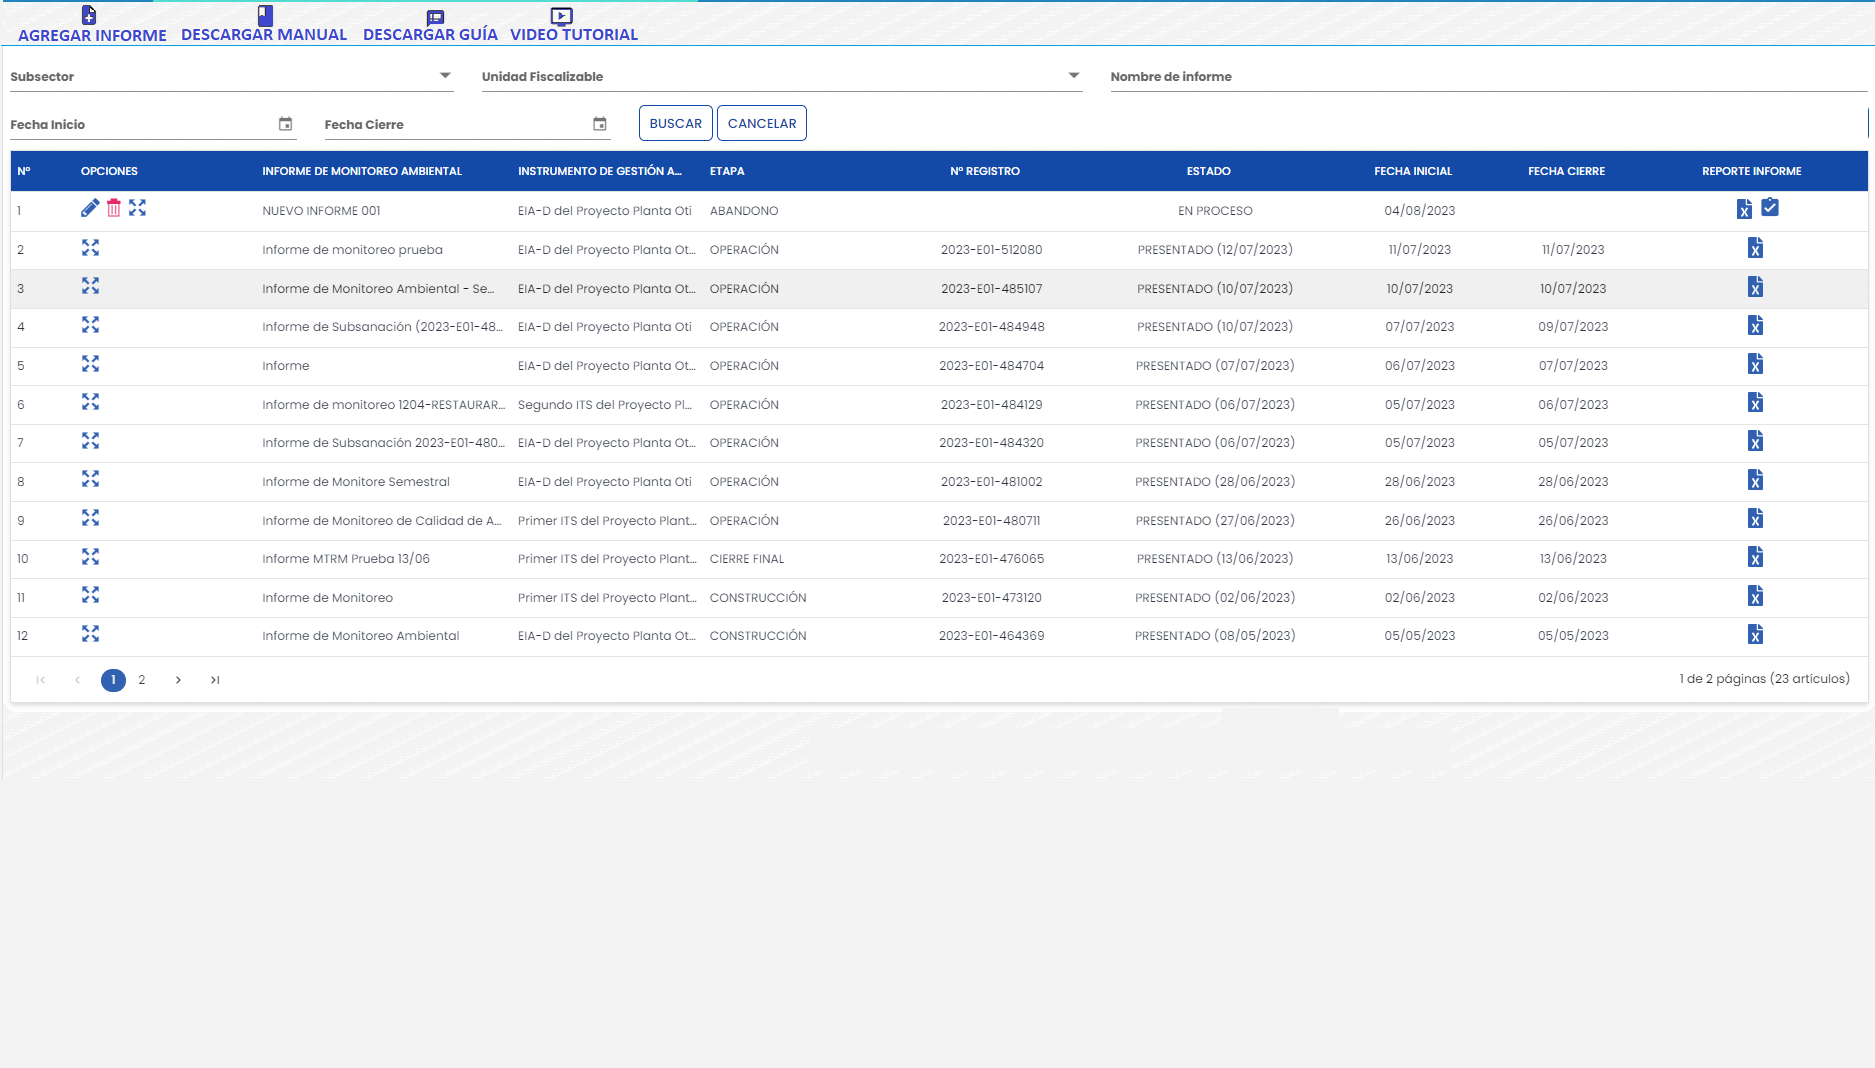 AGREGAR INFORME DESCARGAR MANUAL DESCARGAR GUÍA VIDEO TUTORIAL
Subsector Unidad Fiscalizable Nombre de informe
Fecha Inicio Fecha Cierre BUSCAR CANCELAR
Nº OPCIONES INFORME DE MONITOREO AMBIENTAL INSTRUMENTO DE GESTIÓN A... ETAPA Nº REGISTRO ESTADO FECHA INICIAL FECHA CIERRE REPORTE INFORME
1 NUEVO INFORME 001 EIA-D del Proyecto Planta Oti ABANDONO EN PROCESO 04/08/2023
2 Informe de monitoreo prueba EIA-D del Proyecto Planta Ot... OPERACIÓN 2023-E01-512080 PRESENTADO (12/07/2023) 11/07/2023 11/07/2023
3 Informe de Monitoreo Ambiental - Se... EIA-D del Proyecto Planta Ot... OPERACIÓN 2023-E01-485107 PRESENTADO (10/07/2023) 10/07/2023 10/07/2023
4 Informe de Subsanación (2023-E01-48... EIA-D del Proyecto Planta Oti OPERACIÓN 2023-E01-484948 PRESENTADO (10/07/2023) 07/07/2023 09/07/2023
5 Informe EIA-D del Proyecto Planta Ot... OPERACIÓN 2023-E01-484704 PRESENTADO (07/07/2023) 06/07/2023 07/07/2023
6 Informe de monitoreo 1204-RESTAURAR... Segundo ITS del Proyecto Pl... OPERACIÓN 2023-E01-484129 PRESENTADO (06/07/2023) 05/07/2023 06/07/2023
7 Informe de Subsanación 2023-E01-480... EIA-D del Proyecto Planta Ot... OPERACIÓN 2023-E01-484320 PRESENTADO (06/07/2023) 05/07/2023 05/07/2023
8 Informe de Monitore Semestral EIA-D del Proyecto Planta Oti OPERACIÓN 2023-E01-481002 PRESENTADO (28/06/2023) 28/06/2023 28/06/2023
9 Informe de Monitoreo de Calidad de A... Primer ITS del Proyecto Plant... OPERACIÓN 2023-E01-480711 PRESENTADO (27/06/2023) 26/06/2023 26/06/2023
10 Informe MTRM Prueba 13/06 Primer ITS del Proyecto Plant... CIERRE FINAL 2023-E01-476065 PRESENTADO (13/06/2023) 13/06/2023 13/06/2023
11 Informe de Monitoreo Primer ITS del Proyecto Plant... CONSTRUCCIÓN 2023-E01-473120 PRESENTADO (02/06/2023) 02/06/2023 02/06/2023
12 Informe de Monitoreo Ambiental EIA-D del Proyecto Planta Ot... CONSTRUCCIÓN 2023-E01-464369 PRESENTADO (08/05/2023) 05/05/2023 05/05/2023
1 2 1 de 2 páginas (23 artículos)